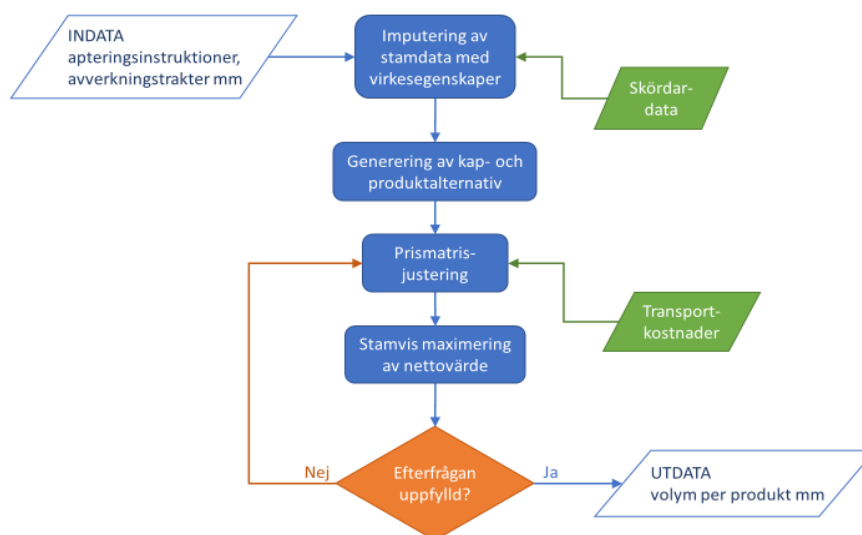 INDATA
apteringsinstruktioner,
avverkningstrakter mm
Imputering av
stamdata med
virkesegenskaper
Skördar-
data
Generering av kap- och
produktalternativ
Prismatris-
justering
Transport-
kostnader
Stamvis maximering
av nettovärde
Nej
Efterfrågan
uppfylld?
Ja
UTDATA
volym per produkt mm